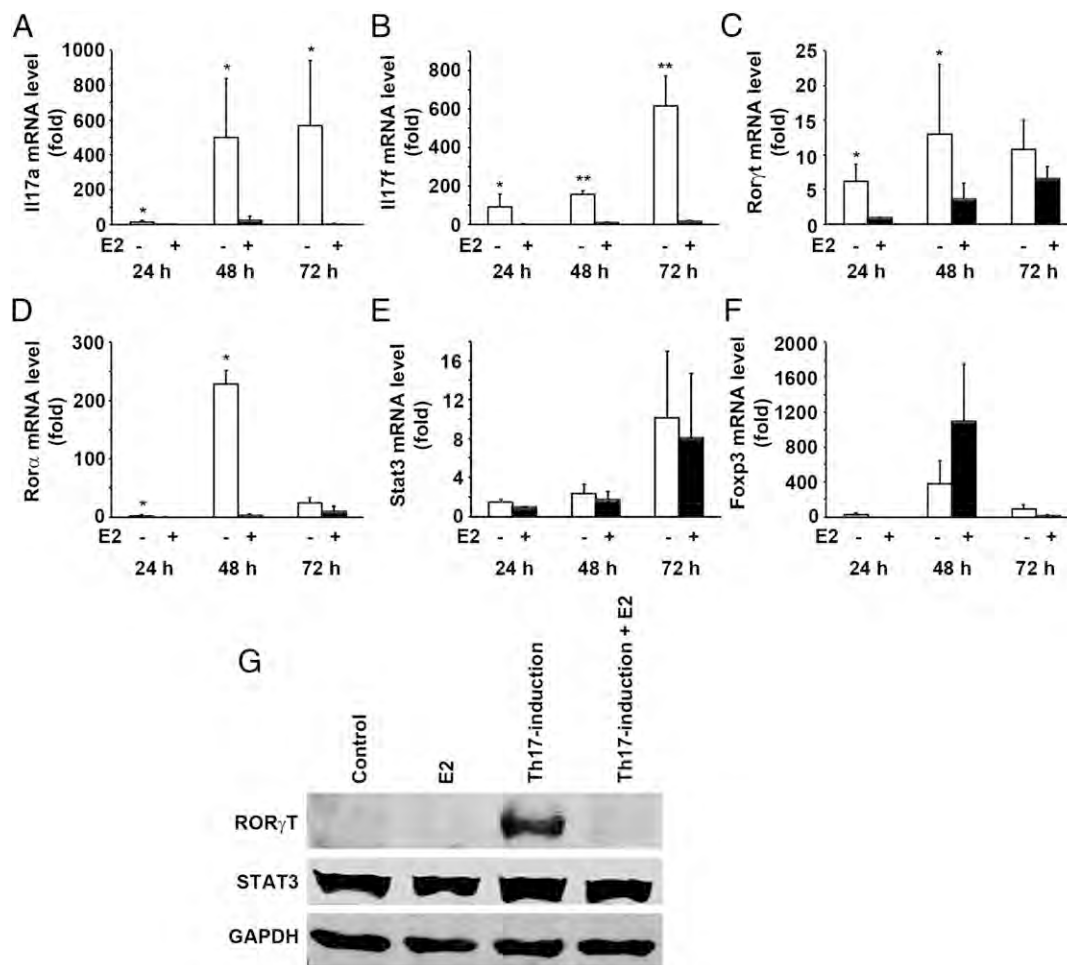 A
Il17a mRNA level
(fold)
1000
800
600
400
200
0
*
*
*
E2 - + - + - +
24 h 48 h 72 h
B
Il17f mRNA level
(fold)
800
600
400
200
0
*
**
**
E2 - + - + - +
24 h 48 h 72 h
C
Rorγt mRNA level
(fold)
25
20
15
10
5
0
*
*
E2 - + - + - +
24 h 48 h 72 h
D
Rorα mRNA level
(fold)
300
200
100
0
*
*
E2 - + - + - +
24 h 48 h 72 h
E
Stat3 mRNA level
(fold)
16
12
8
4
0
E2 - + - + - +
24 h 48 h 72 h
F
Foxp3 mRNA level
(fold)
2000
1600
1200
800
400
0
E2 - + - + - +
24 h 48 h 72 h
G
Control
E2
Th17-induction
Th17-induction + E2
RORγT
STAT3
GAPDH